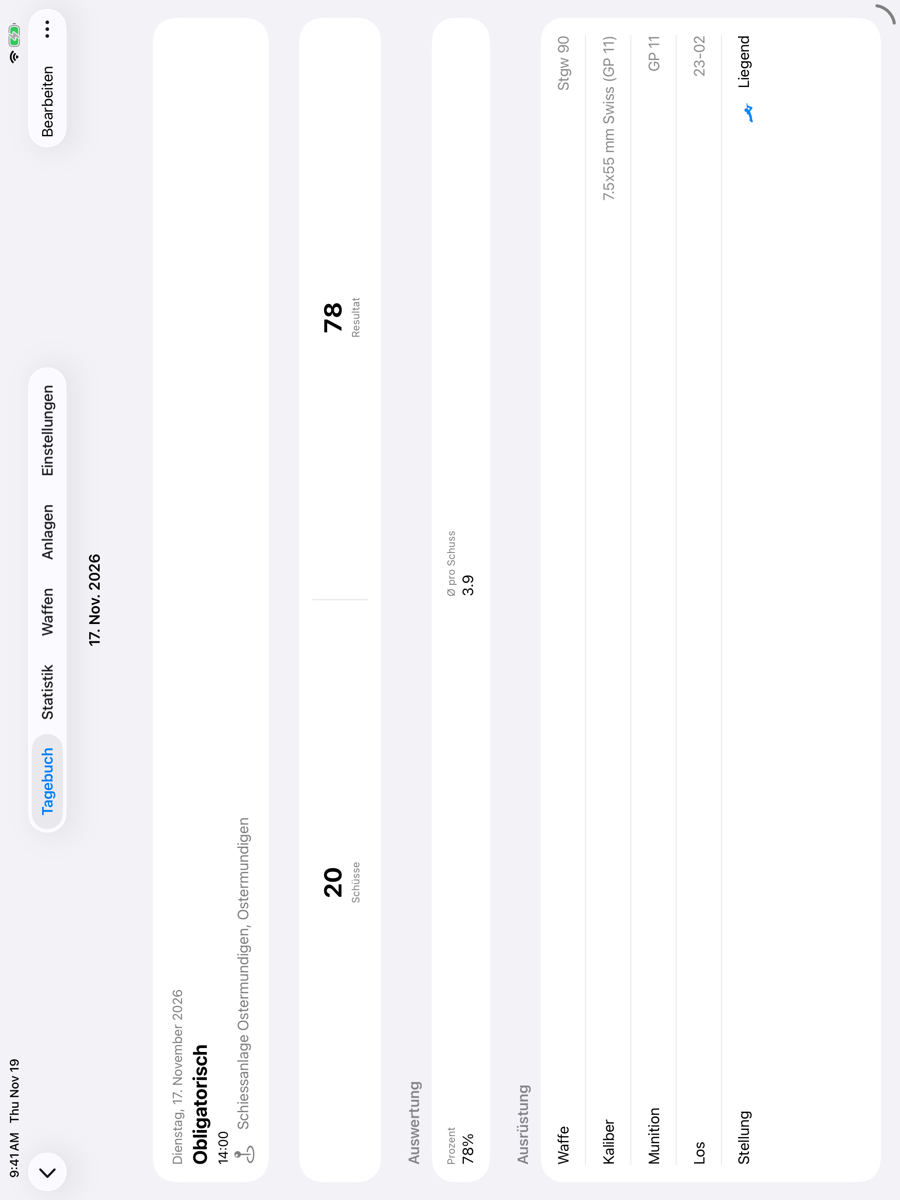 9:41 AM Thu Nov 19
Tagebuch Statistik Waffen Anlagen Einstellungen
Bearbeiten
17. Nov. 2026
Dienstag, 17. November 2026
Obligatorisch
14:00
Schiessanlage Ostermundigen, Ostermundigen
20
Schüsse
78
Resultat
Auswertung
Prozent
78%
Ø pro Schuss
3.9
Ausrüstung
Waffe Stgw 90
Kaliber 7.5x55 mm Swiss (GP 11)
Munition GP 11
Los 23-02
Stellung Liegend